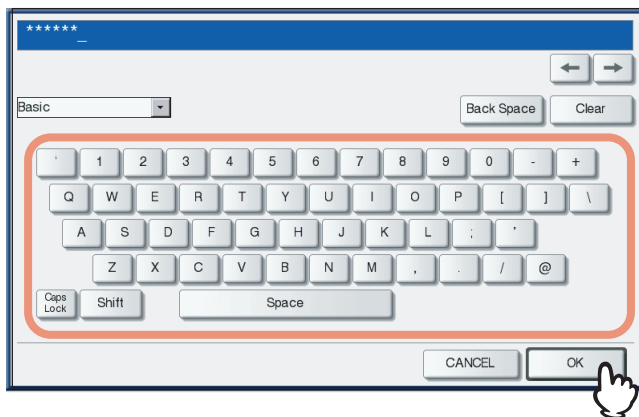 ******_
← →
Basic Back Space Clear
` 1 2 3 4 5 6 7 8 9 0 - +
Q W E R T Y U I O P [ ] \
A S D F G H J K L ; '
Z X C V B N M , . / @
Caps Lock Shift Space
CANCEL OK